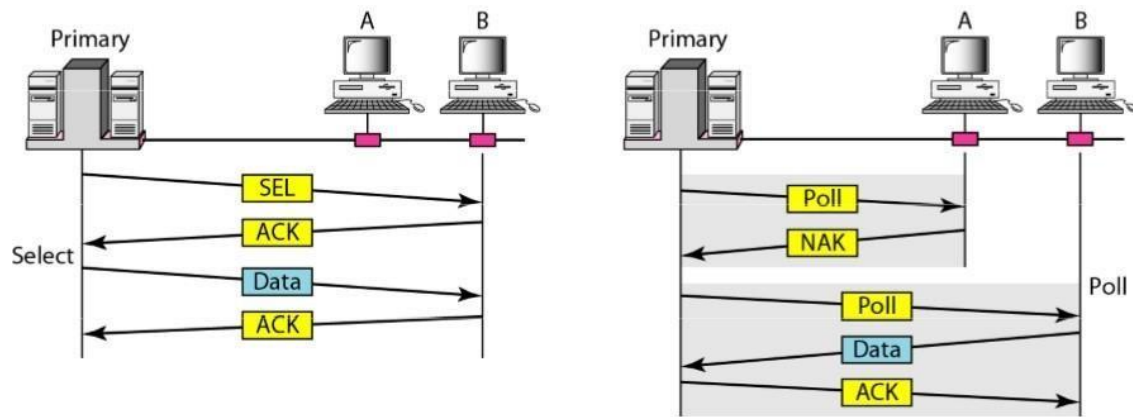 A
B
Primary
SEL
ACK
Select
Data
ACK
A
B
Primary
Poll
NAK
Poll
Poll
Data
ACK